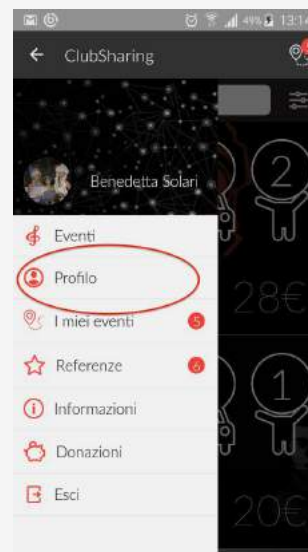 49% 13:14
ClubSharing
Benedetta Solari
Eventi
Profilo
I miei eventi 5
Referenze 6
Informazioni
Donazioni
Esci
2
28€
1
20€